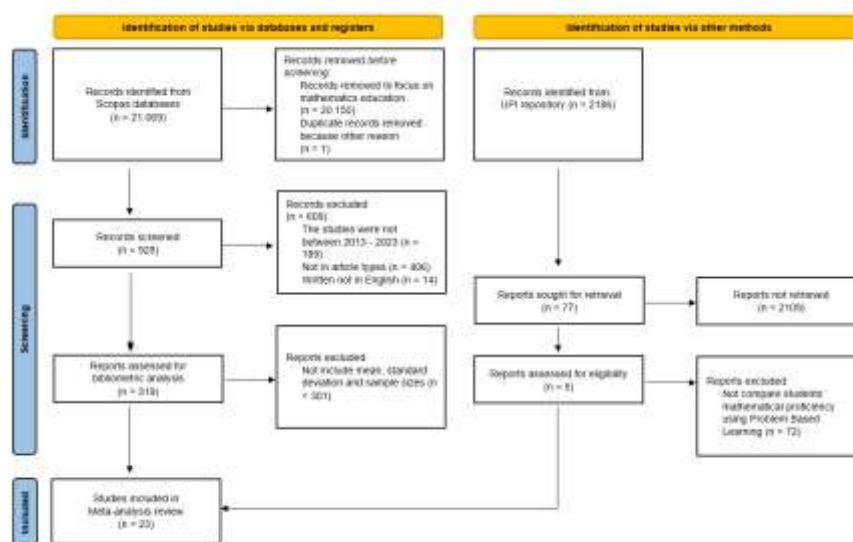 Identification of studies via databases and registers
Identification of studies via other methods
Identification
Records identified from
Scopus databases
(n = 21.069)
Records removed before
screening:
Records removed to focus on
mathematics education
(n = 20.150)
Duplicate records removed
because other reason
(n = 1)
Records identified from
UPI repository (n = 2186)
Screening
Records screened
(n = 928)
Records excluded
(n = 609)
The studies were not
between 2013 - 2023 (n =
189)
Not in article types (n = 406)
Written not in English (n = 14)
Reports sought for retrieval
(n = 77)
Reports not retrieved
(n = 2109)
Reports assessed for
bibliometric analysis
(n = 319)
Reports excluded
Not include mean, standard
deviation and sample sizes (n
= 301)
Reports assessed for eligibility
(n = 5)
Reports excluded
Not compare students
mathematical proficiency
using Problem Based
Learning (n = 72)
Included
Studies included in
Meta-analysis review
(n = 23)